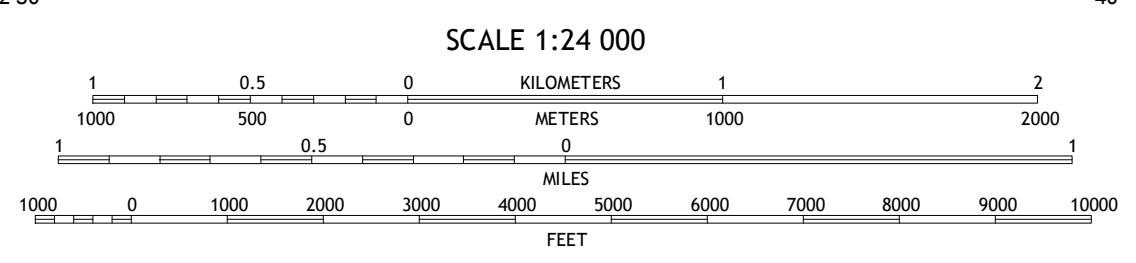 SCALE 1:24 000
1 0.5 0 KILOMETERS 1 2
1000 500 0 METERS 1000 2000
1 0.5 0 1
MILES
1000 0 1000 2000 3000 4000 5000 6000 7000 8000 9000 10000
FEET